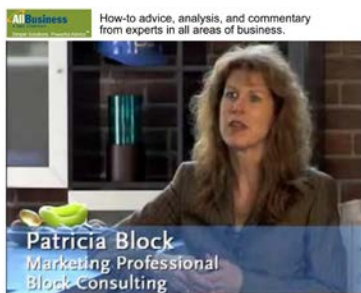 AllBusiness
How-to advice, analysis, and commentary
from experts in all areas of business.
Patricia Block
Marketing Professional
Block Consulting